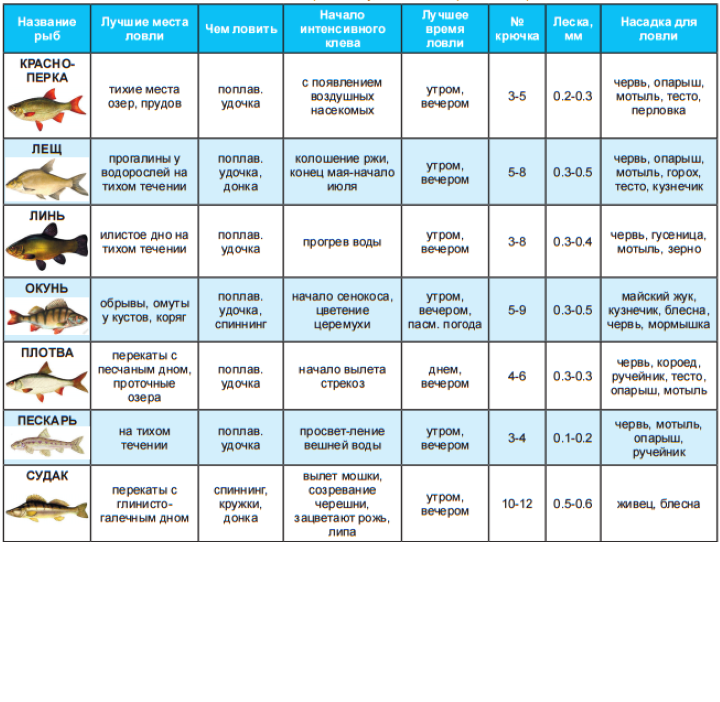 Название рыб
Лучшие места ловли
Чем ловить
Начало интенсивного клева
Лучшее время ловли
№ крючка
Леска, мм
Насадка для ловли
КРАСНО-
ПЕРКА
тихие места
озер, прудов
поплав.
удочка
с появлением
воздушных
насекомых
утром,
вечером
3-5
0.2-0.3
червь, опарыш,
мотыль, тесто,
перловка
ЛЕЩ
прогалины у
водорослей на
тихом течении
поплав.
удочка,
донка
колошение ржи,
конец мая-начало
июля
утром,
вечером
5-8
0.3-0.5
червь, опарыш,
мотыль, горох,
тесто, кузнечик
ЛИНЬ
илистое дно на
тихом течении
поплав.
удочка
прогрев воды
утром,
вечером
3-8
0.3-0.4
червь, гусеница,
мотыль, зерно
ОКУНЬ
обрывы, омуты
у кустов, коряг
поплав.
удочка,
спиннинг
начало сенокоса,
цветение
черемухи
утром,
вечером,
пасм. погода
5-9
0.3-0.5
майский жук,
кузнечик, блесна,
червь, мормышка
ПЛОТВА
перекаты с
песчаным дном,
проточные
озера
поплав.
удочка
начало вылета
стрекоз
днем,
вечером
4-6
0.3-0.3
червь, короед,
ручейник, тесто,
опарыш, мотыль
ПЕСКАРЬ
на тихом
течении
поплав.
удочка
просвет-ление
вешней воды
утром,
вечером
3-4
0.1-0.2
червь, мотыль,
опарыш,
ручейник
СУДАК
перекаты с
глинисто-
галечным дном
спиннинг,
кружки,
донка
вылет мошки,
созревание
черешни,
зацветают рожь,
липа
утром,
вечером
10-12
0.5-0.6
живец, блесна